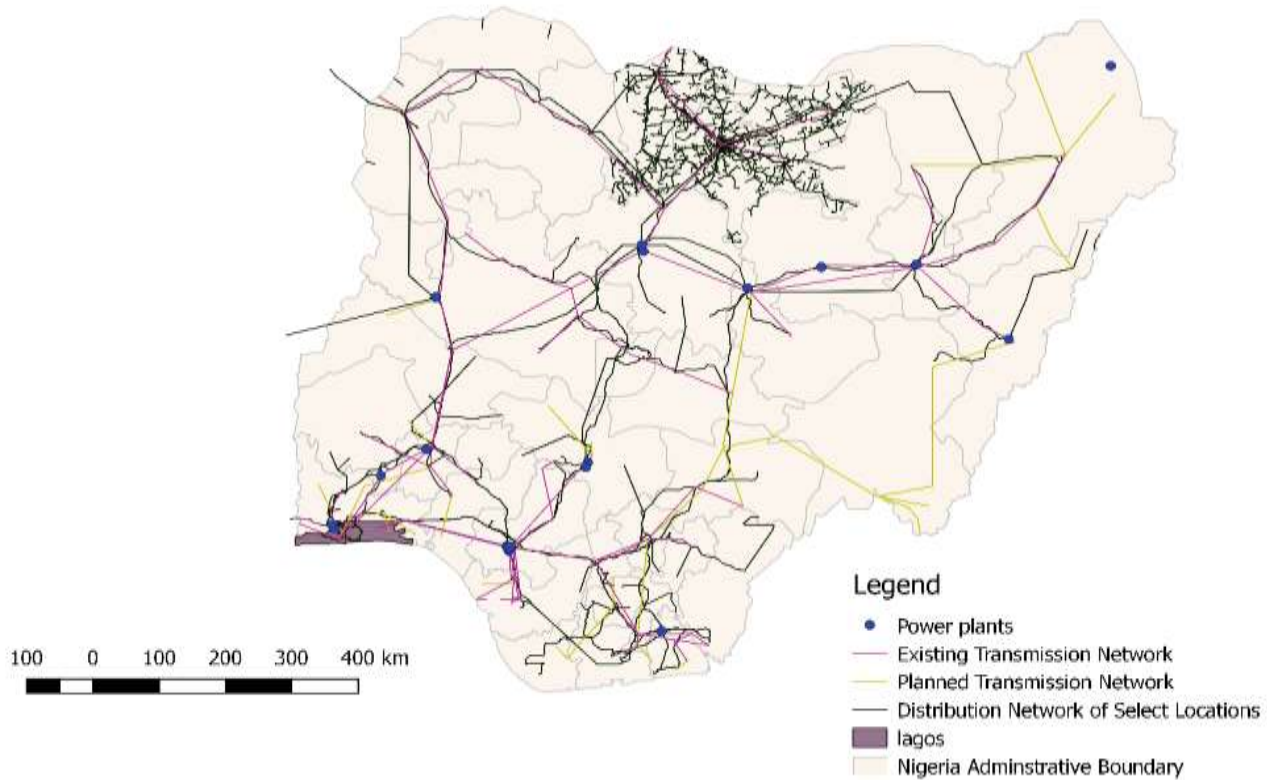 Legend
Power plants
Existing Transmission Network
Planned Transmission Network
Distribution Network of Select Locations
lagos
Nigeria Adminstrative Boundary
100 0 100 200 300 400 km